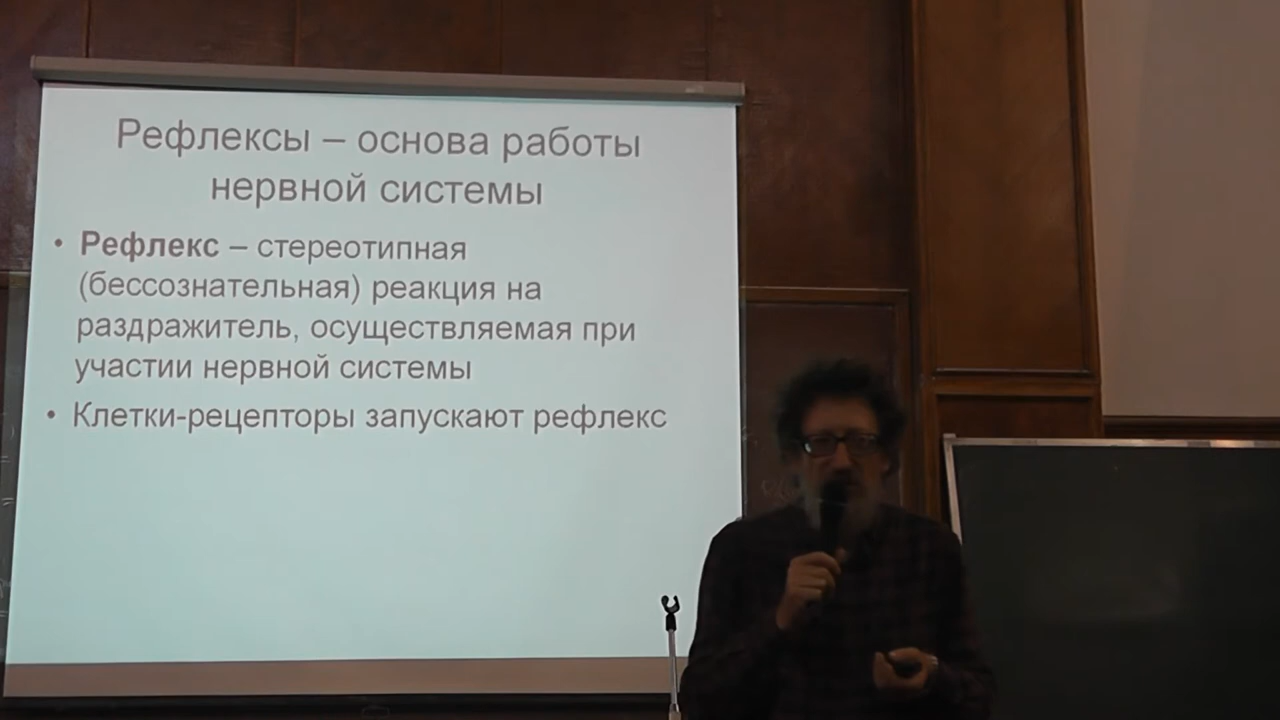 Рефлексы – основа работы
нервной системы
• Рефлекс – стереотипная
(бессознательная) реакция на
раздражитель, осуществляемая при
участии нервной системы
• Клетки-рецепторы запускают рефлекс